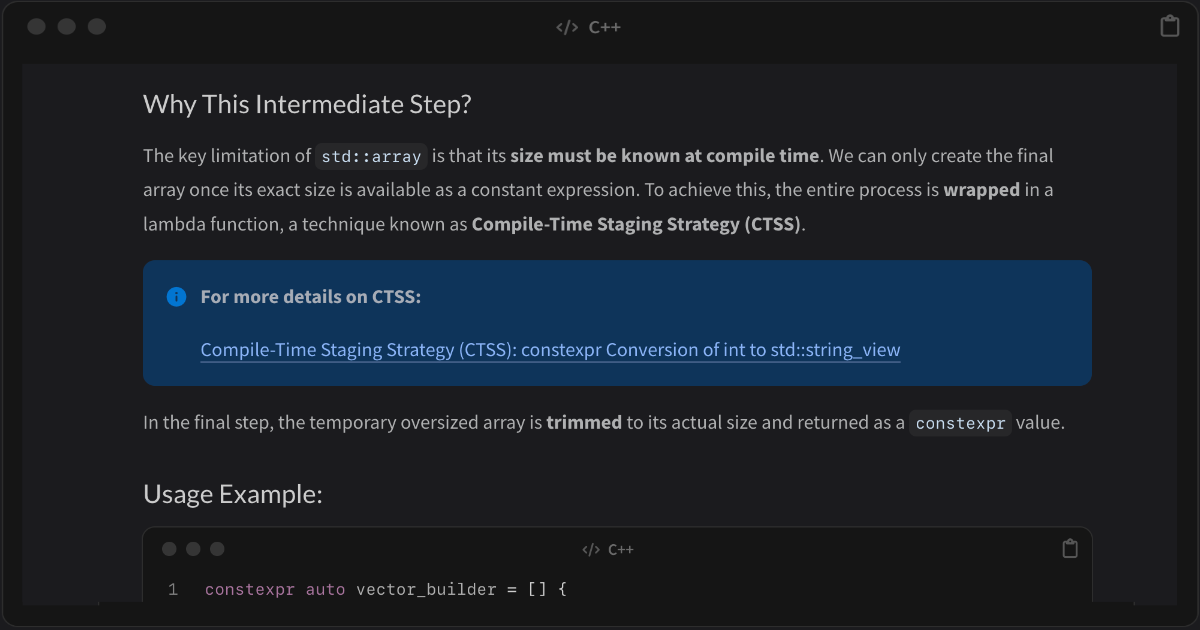 </> C++
Why This Intermediate Step?
The key limitation of std::array is that its size must be known at compile time. We can only create the final
array once its exact size is available as a constant expression. To achieve this, the entire process is wrapped in a
lambda function, a technique known as Compile-Time Staging Strategy (CTSS).
For more details on CTSS:
Compile-Time Staging Strategy (CTSS): constexpr Conversion of int to std::string_view
In the final step, the temporary oversized array is trimmed to its actual size and returned as a constexpr value.
Usage Example:
</> C++
1 constexpr auto vector_builder = [] {